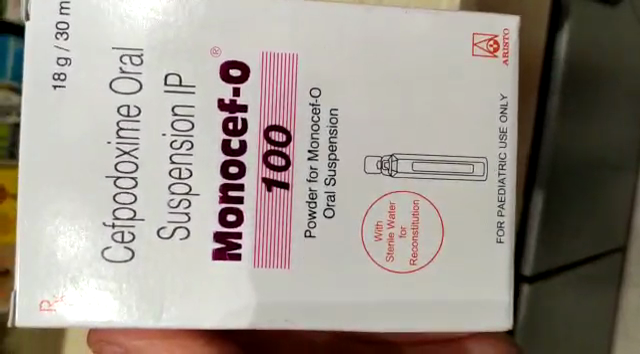 18 g / 30 m
Rx
Cefpodoxime Oral
Suspension IP
Monocef-O®
100
Powder for Monocef-O
Oral Suspension
With
Sterile Water
for
Reconstitution
FOR PAEDIATRIC USE ONLY
ARISTO